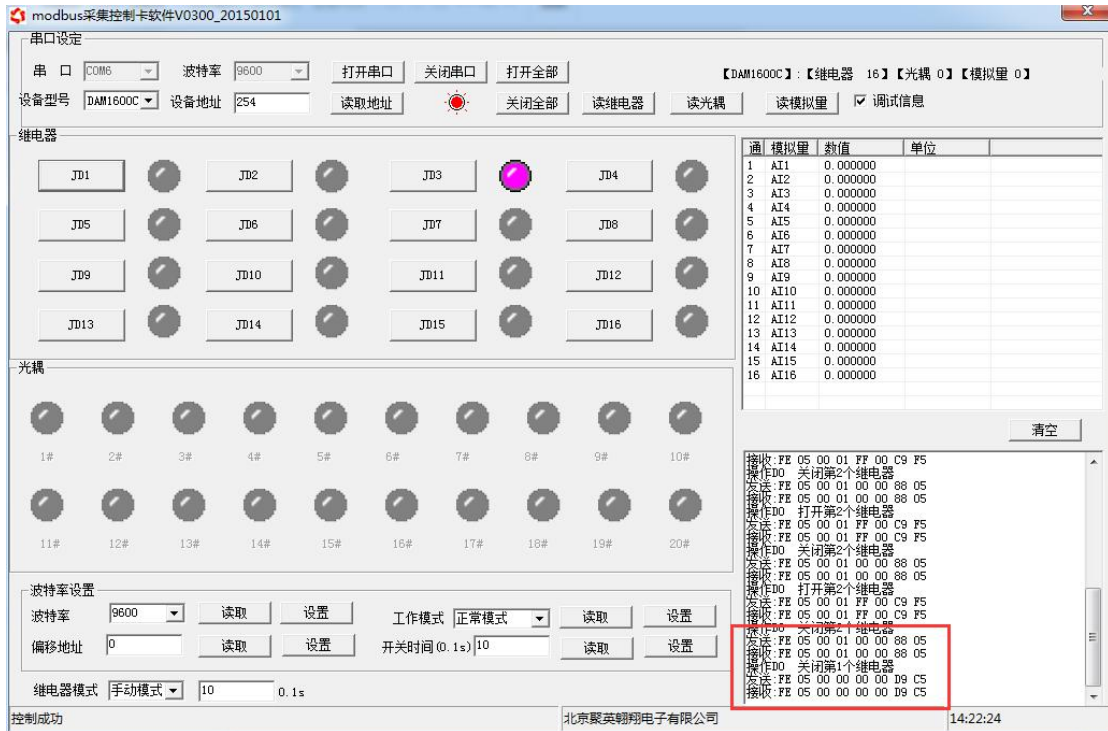 modbus采集控制卡软件V0300_20150101
串口设定
串 口 COM6 波特率 9600 打开串口 关闭串口 打开全部 【DAM1600C】:【继电器 16】【光耦 0】【模拟量 0】
设备型号 DAM1600C 设备地址 254 读取地址 关闭全部 读继电器 读光耦 读模拟量 调试信息
继电器
JD1 JD2 JD3 JD4
JD5 JD6 JD7 JD8
JD9 JD10 JD11 JD12
JD13 JD14 JD15 JD16
通 模拟量 数值 单位
1 AI1 0.000000
2 AI2 0.000000
3 AI3 0.000000
4 AI4 0.000000
5 AI5 0.000000
6 AI6 0.000000
7 AI7 0.000000
8 AI8 0.000000
9 AI9 0.000000
10 AI10 0.000000
11 AI11 0.000000
12 AI12 0.000000
13 AI13 0.000000
14 AI14 0.000000
15 AI15 0.000000
16 AI16 0.000000
清空
光耦
1# 2# 3# 4# 5# 6# 7# 8# 9# 10#
11# 12# 13# 14# 15# 16# 17# 18# 19# 20#
接收:FE 05 00 01 FF 00 C9 F5
操作DO 关闭第2个继电器
发送:FE 05 00 01 00 00 88 05
接收:FE 05 00 01 00 00 88 05
操作DO 打开第2个继电器
发送:FE 05 00 01 FF 00 C9 F5
接收:FE 05 00 01 FF 00 C9 F5
操作DO 关闭第2个继电器
发送:FE 05 00 01 00 00 88 05
接收:FE 05 00 01 00 00 88 05
操作DO 打开第2个继电器
发送:FE 05 00 01 FF 00 C9 F5
接收:FE 05 00 01 FF 00 C9 F5
操作DO 关闭第2个继电器
发送:FE 05 00 01 00 00 88 05
接收:FE 05 00 01 00 00 88 05
操作DO 关闭第1个继电器
发送:FE 05 00 00 00 00 D9 C5
接收:FE 05 00 00 00 00 D9 C5
波特率设置
波特率 9600 读取 设置 工作模式 正常模式 读取 设置
偏移地址 0 读取 设置 开关时间(0.1s) 10 读取 设置
继电器模式 手动模式 10 0.1s
控制成功 北京聚英翱翔电子有限公司 14:22:24